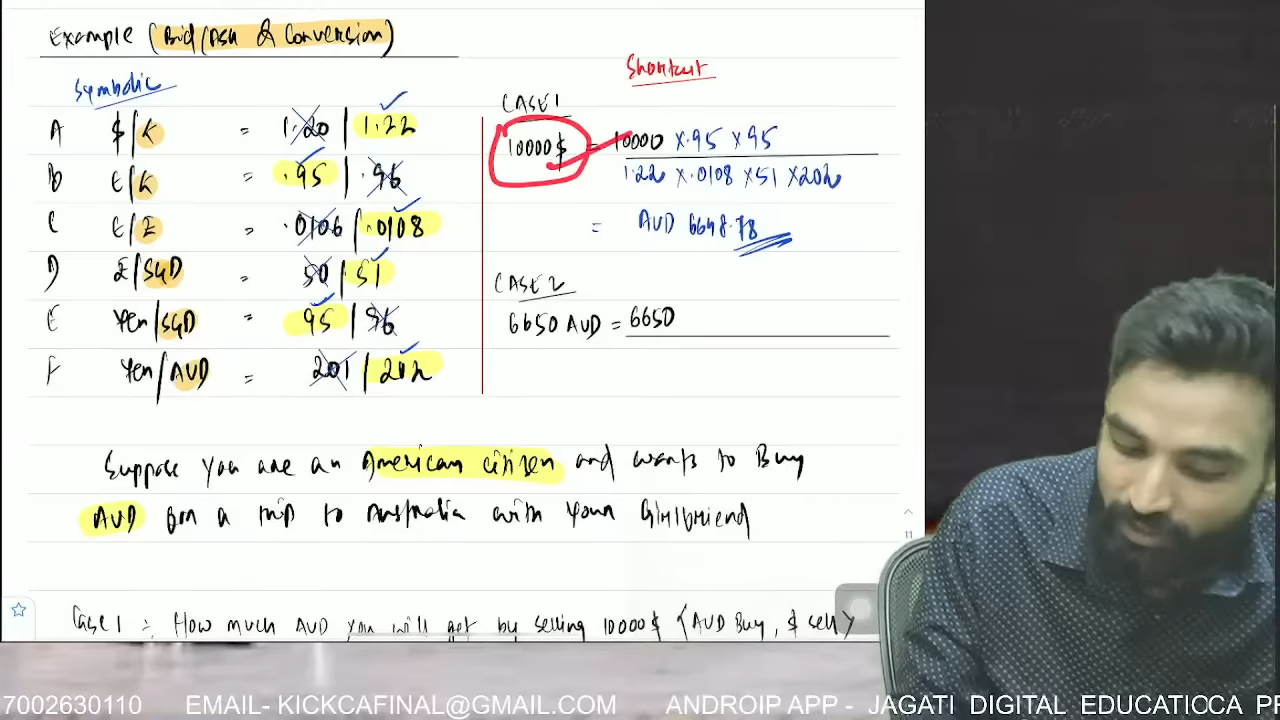 Example (Bid/Ask & Conversion)
Symbolic
Shortcut
A $/K = 1.20 | 1.22
B £/K = .95 | .96
C £/E = .0106 | .0108
D E/SGD = 50 | 51
E Yen/SGD = 95 | 96
F Yen/AUD = 201 | 202
CASE 1
10000$ = 10000 x .95 x 95
1.22 x .0108 x 51 x 202
= AUD 6648.78
CASE 2
6650 AUD = 6650
Suppose you are an American citizen and wants to Buy
AUD for a trip to Australia with your Girlfriend
11
Case 1 : How much AUD you will get by selling 10000$ (AUD Buy, $ sell)
7002630110 EMAIL- KICKCAFINAL@GMAIL.COM ANDROIP APP - JAGATI DIGITAL EDUCATIOCA PR